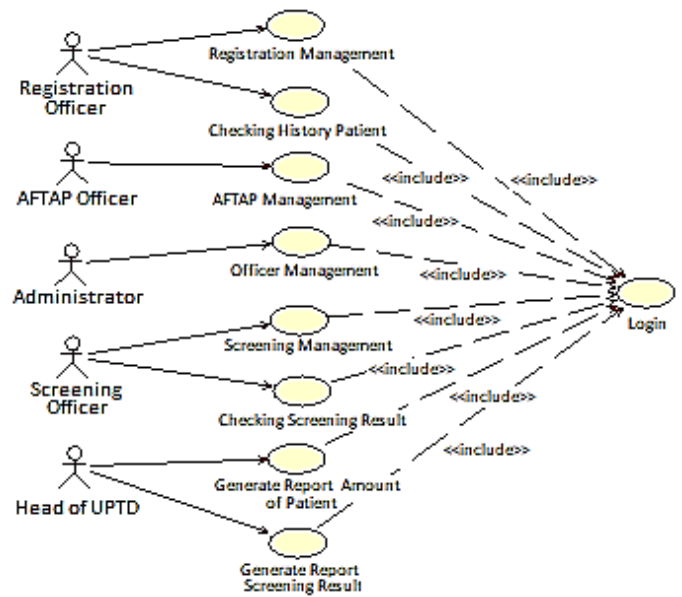 Registration Management
Registration
Officer
Checking History Patient
<<include>>
<<include>>
AFTAP Officer
AFTAP Management
<<include>>
Officer Management
<<include>>
Administrator
Login
<<include>>
Screening Management
Screening
Officer
<<include>>
<<include>>
Checking Screening Result
<<include>>
Head of UPTD
Generate Report Amount
of Patient
Generate Report
Screening Result